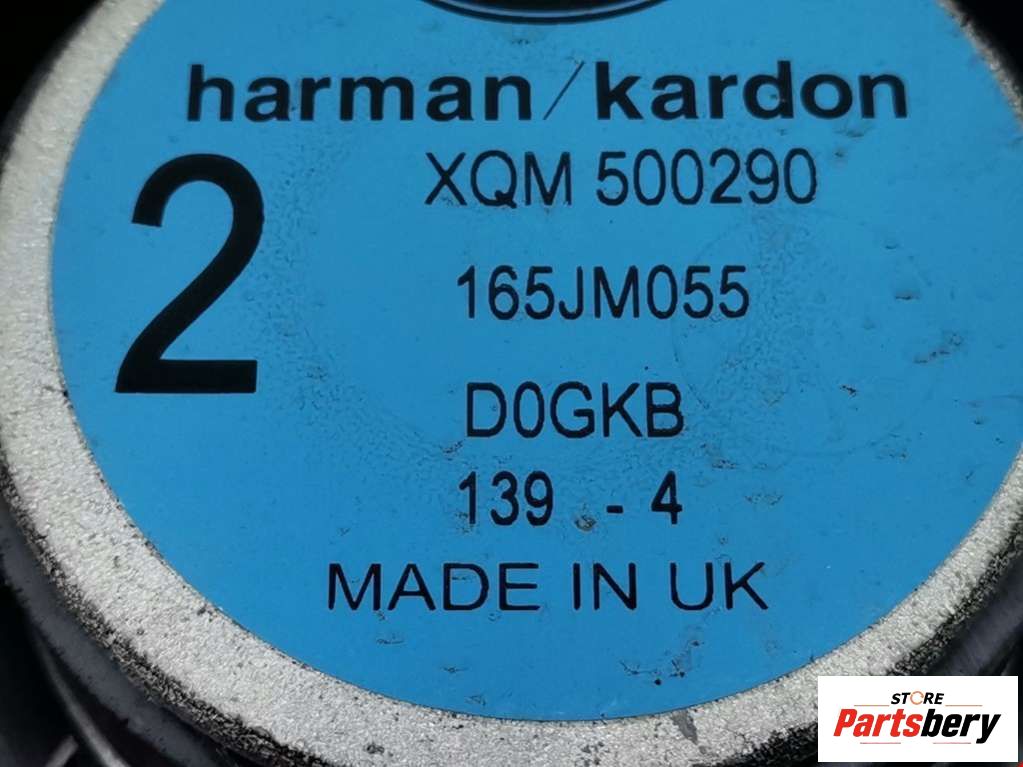 harman/kardon
2
XQM 500290
165JM055
D0GKB
139 - 4
MADE IN UK
STORE
Partsbery